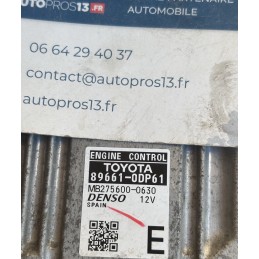 AUTOPROS13.FR
PARTENAIRE
AUTOMOBILE
06 64 29 40 37
contact@autopros13.fr
autopros13.fr
ENGINE CONTROL
TOYOTA
89661-0DP61
MB275600-0630
DENSO 12V
SPAIN
E